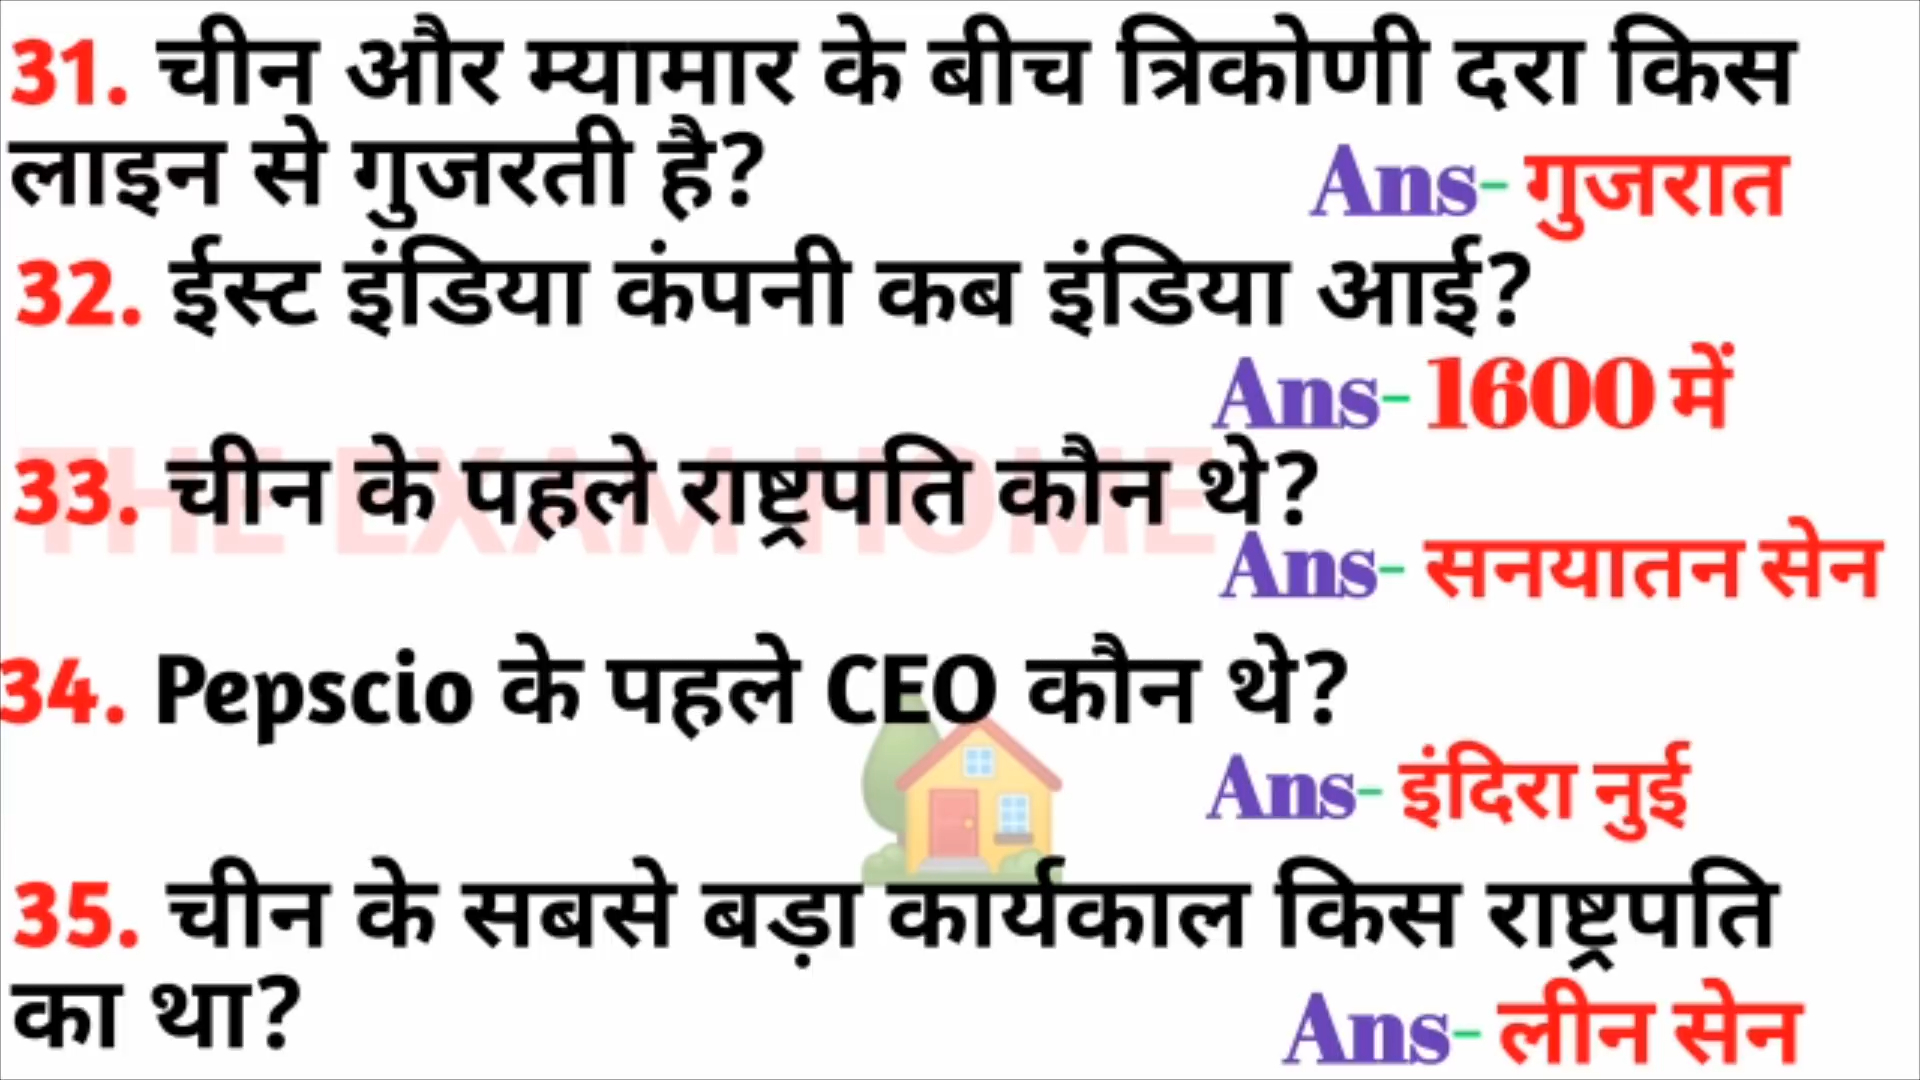 31. चीन और म्यामार के बीच त्रिकोणी दरा किस
लाइन से गुजरती है?
Ans- गुजरात
32. ईस्ट इंडिया कंपनी कब इंडिया आई?
Ans- 1600 में
THE EXAM HOME
33. चीन के पहले राष्ट्रपति कौन थे?
Ans- सनयातन सेन
34. Pepscio के पहले CEO कौन थे?
Ans- इंदिरा नुई
35. चीन के सबसे बड़ा कार्यकाल किस राष्ट्रपति
का था?
Ans- लीन सेन